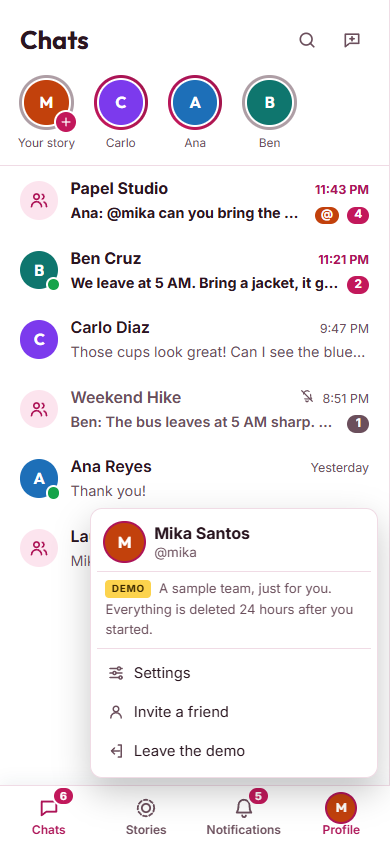 Chats
M
C
A
B
Your story
Carlo
Ana
Ben
Papel Studio
11:43 PM
Ana: @mika can you bring the ...
@
4
B
Ben Cruz
11:21 PM
We leave at 5 AM. Bring a jacket, it g...
2
C
Carlo Diaz
9:47 PM
Those cups look great! Can I see the blue...
Weekend Hike
8:51 PM
Ben: The bus leaves at 5 AM sharp. ...
1
A
Ana Reyes
Yesterday
Thank you!
M
Mika Santos
@mika
DEMO A sample team, just for you.
Everything is deleted 24 hours after you
started.
Settings
Invite a friend
Leave the demo
6
Chats
Stories
5
Notifications
M
Profile